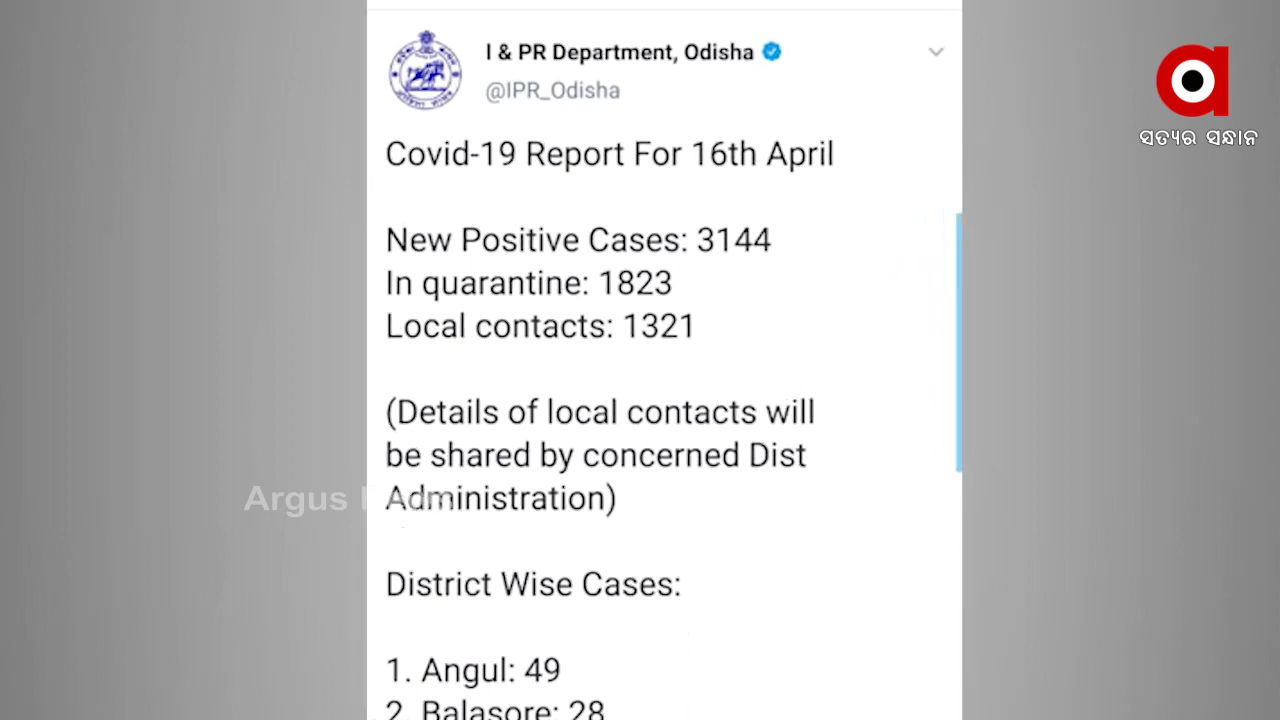 I & PR Department, Odisha
@IPR_Odisha
ସତ୍ୟର ସନ୍ଧାନ
Covid-19 Report For 16th April
New Positive Cases: 3144
In quarantine: 1823
Local contacts: 1321
(Details of local contacts will
be shared by concerned Dist
Administration)
Argus
District Wise Cases:
1. Angul: 49
2. Balasore: 28